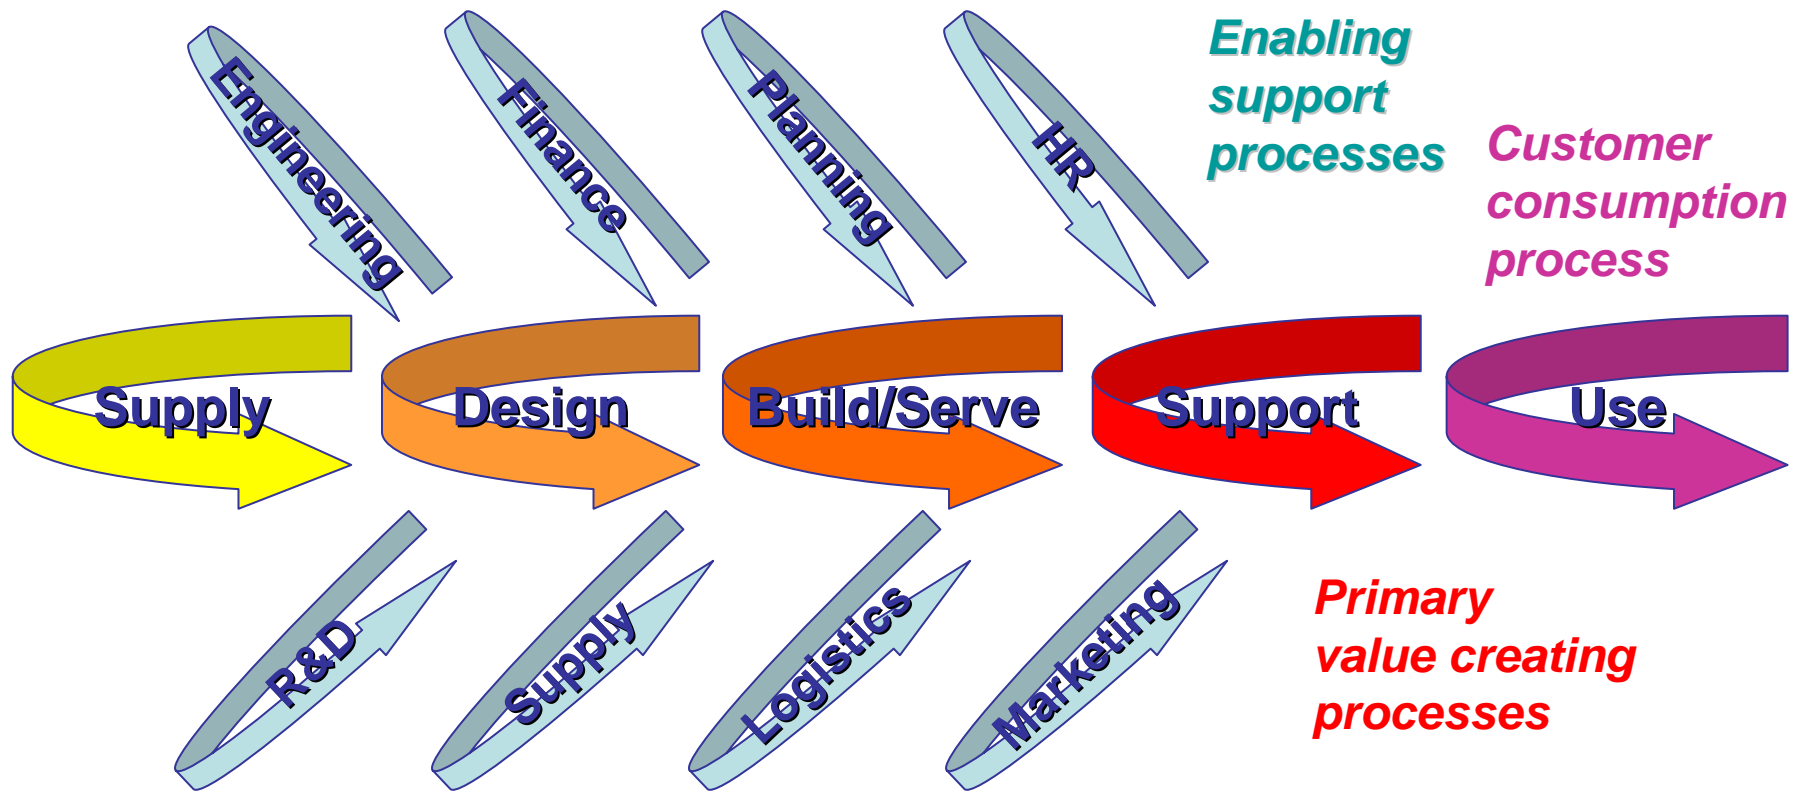 Engineering
Finance
Planning
HR
Enabling
support
processes
Customer
consumption
process
Supply
Design
Build/Serve
Support
Use
R&D
Supply
Logistics
Marketing
Primary
value creating
processes